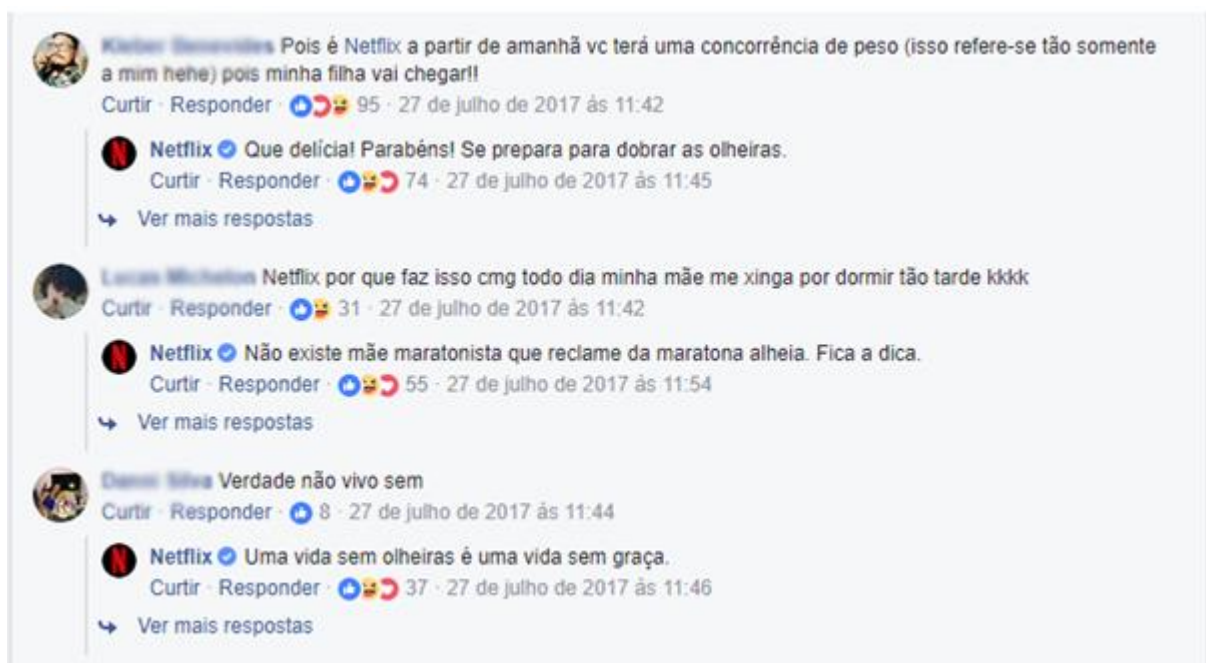 Pois é Netflix a partir de amanhã vc terá uma concorrência de peso (isso refere-se tão somente
a mim hehe) pois minha filha vai chegar!!
Curtir · Responder · 95 · 27 de julho de 2017 às 11:42
Netflix Que delícia! Parabéns! Se prepara para dobrar as olheiras.
Curtir · Responder · 74 · 27 de julho de 2017 às 11:45
Ver mais respostas
Netflix por que faz isso cmg todo dia minha mãe me xinga por dormir tão tarde kkkk
Curtir · Responder · 31 · 27 de julho de 2017 às 11:42
Netflix Não existe mãe maratonista que reclame da maratona alheia. Fica a dica.
Curtir · Responder · 55 · 27 de julho de 2017 às 11:54
Ver mais respostas
Verdade não vivo sem
Curtir · Responder · 8 · 27 de julho de 2017 às 11:44
Netflix Uma vida sem olheiras é uma vida sem graça.
Curtir · Responder · 37 · 27 de julho de 2017 às 11:46
Ver mais respostas